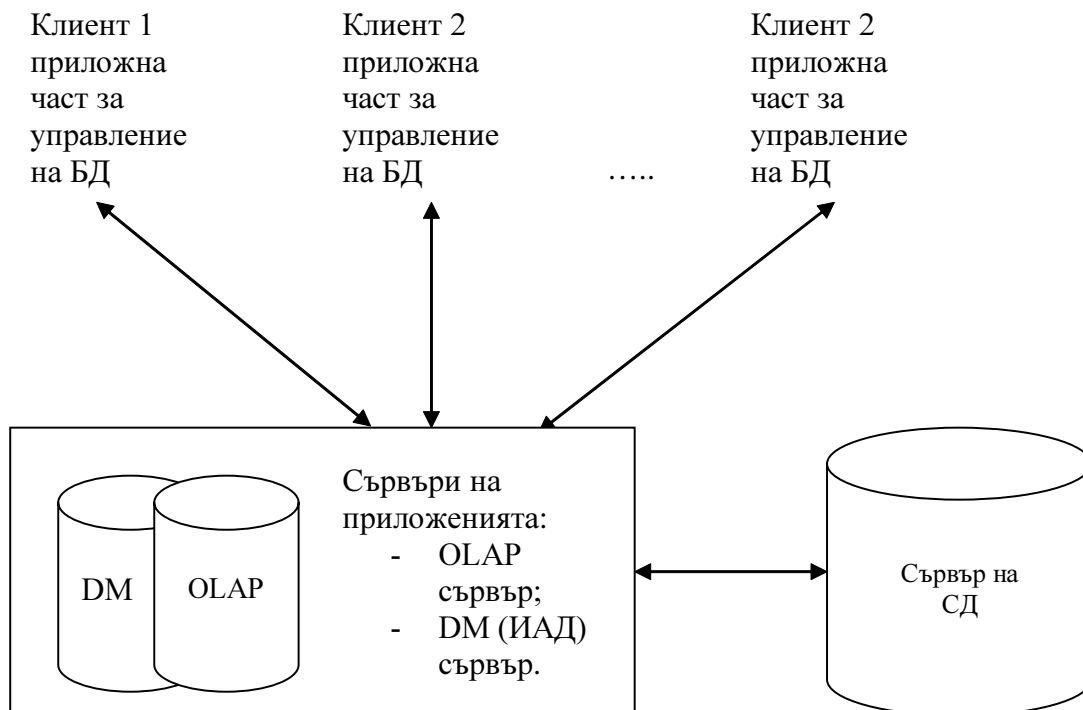 Клиент 1
приложна
част за
управление
на БД
Клиент 2
приложна
част за
управление
на БД
…..
Клиент 2
приложна
част за
управление
на БД
DM
OLAP
Сървъри на
приложенията:
- OLAP
сървър;
- DM (ИАД)
сървър.
Сървър на
СД